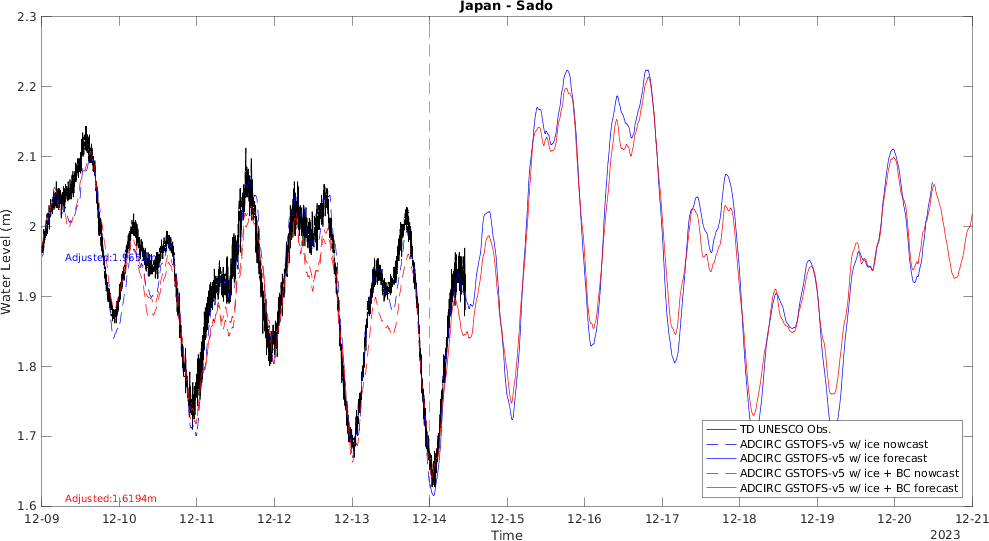 Japan - Sado
2.3
2.2
2.1
2
1.9
1.8
1.7
1.6
Water Level (m)
Adjusted:1.6194m
TD UNESCO Obs.
ADCIRC GSTOFS-v5 w/ ice nowcast
ADCIRC GSTOFS-v5 w/ ice forecast
ADCIRC GSTOFS-v5 w/ ice + BC nowcast
ADCIRC GSTOFS-v5 w/ ice + BC forecast
12-09 12-10 12-11 12-12 12-13 12-14 12-15 12-16 12-17 12-18 12-19 12-20 12-21
Time
2023